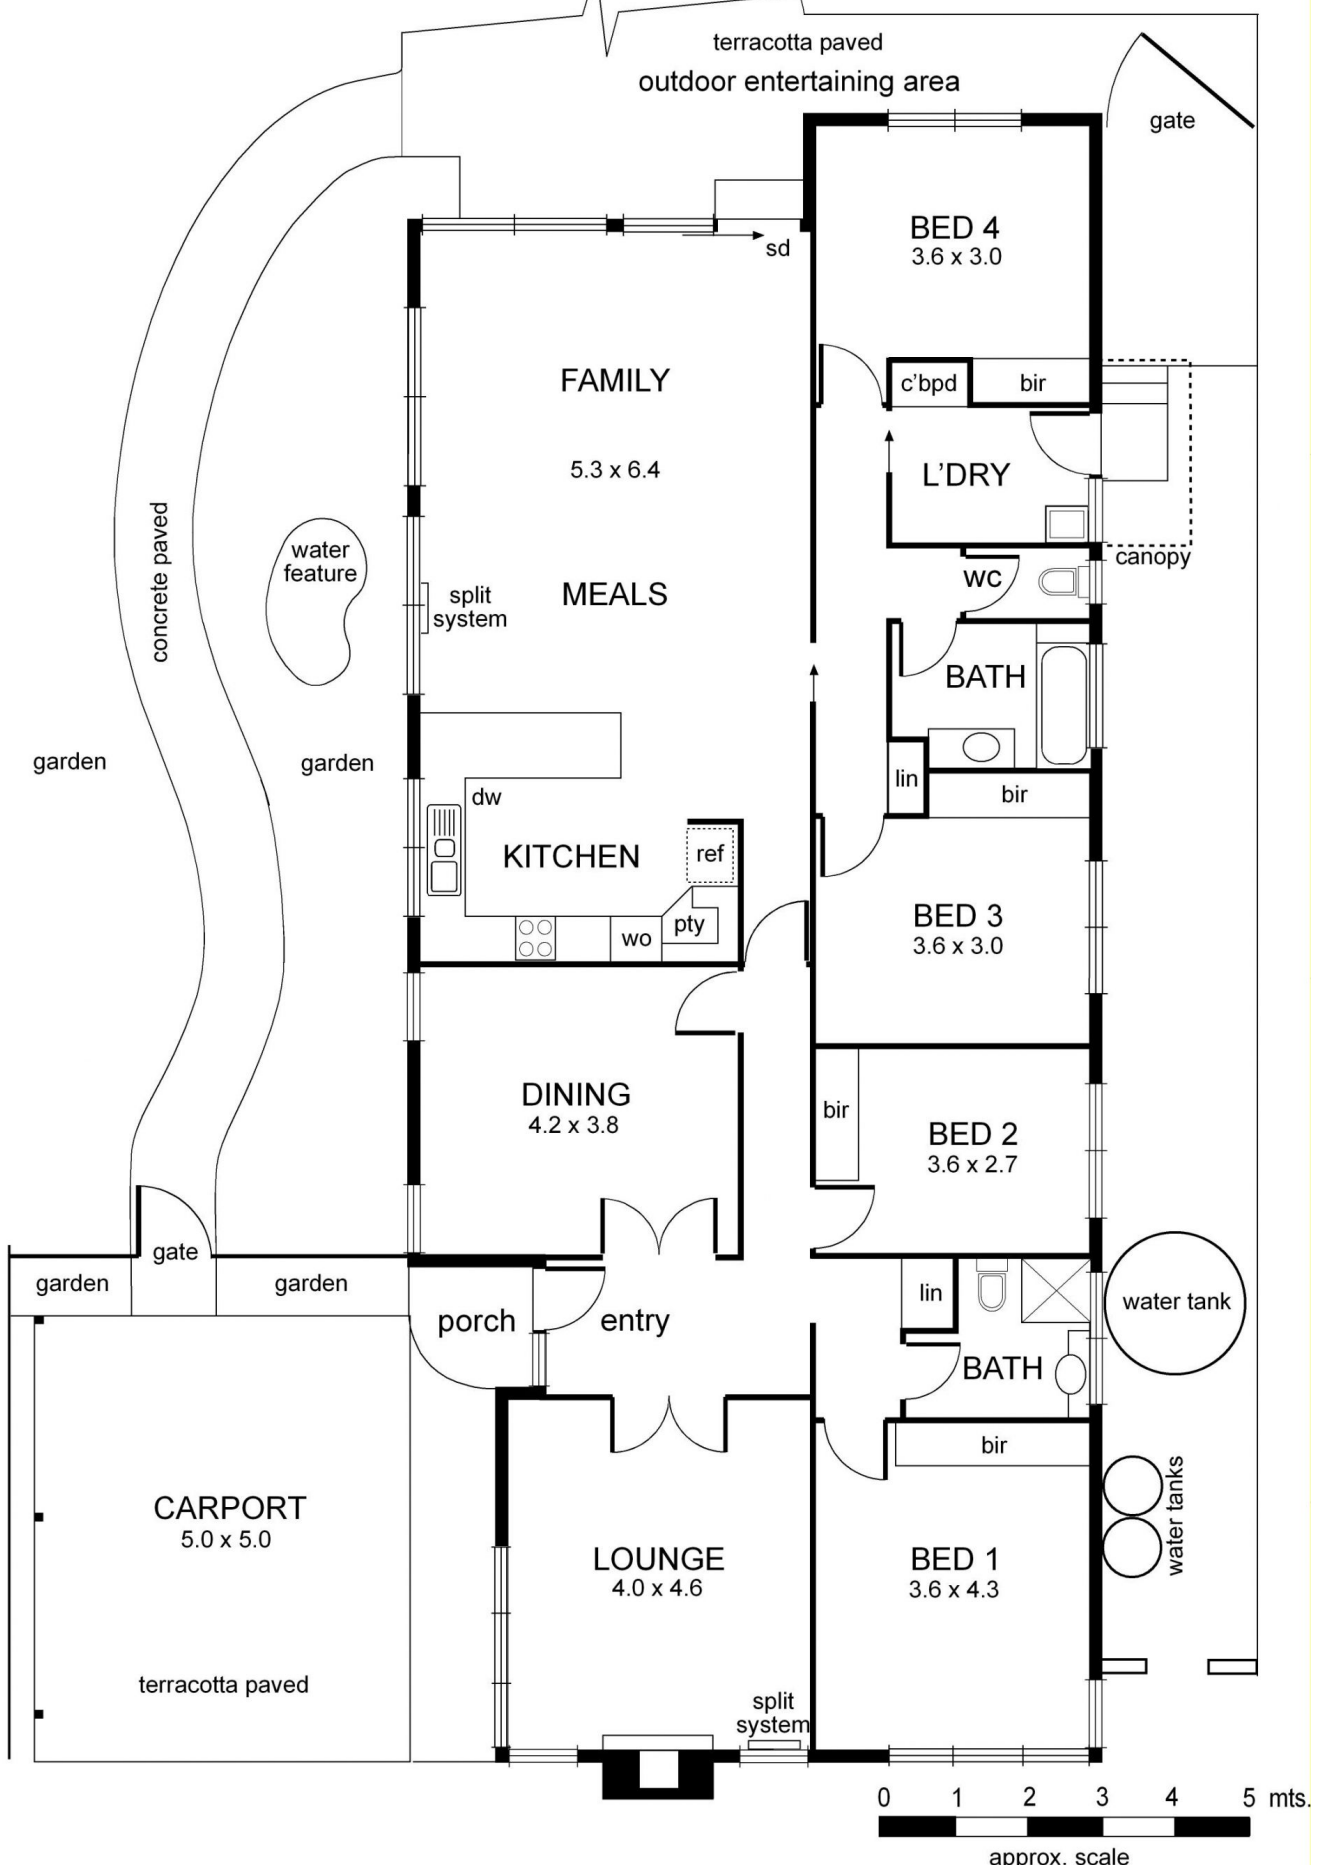 terracotta paved
outdoor entertaining area
gate
BED 4
3.6 x 3.0
sd
FAMILY
5.3 x 6.4
c'bpd
bir
L'DRY
concrete paved
water
feature
split
system
MEALS
wc
canopy
BATH
garden
garden
dw
lin
bir
KITCHEN
ref
wo
pty
BED 3
3.6 x 3.0
DINING
4.2 x 3.8
bir
BED 2
3.6 x 2.7
gate
garden
garden
porch
entry
lin
water tank
BATH
bir
CARPORT
5.0 x 5.0
LOUNGE
4.0 x 4.6
BED 1
3.6 x 4.3
water tanks
terracotta paved
split
system
0 1 2 3 4 5 mts.
approx. scale